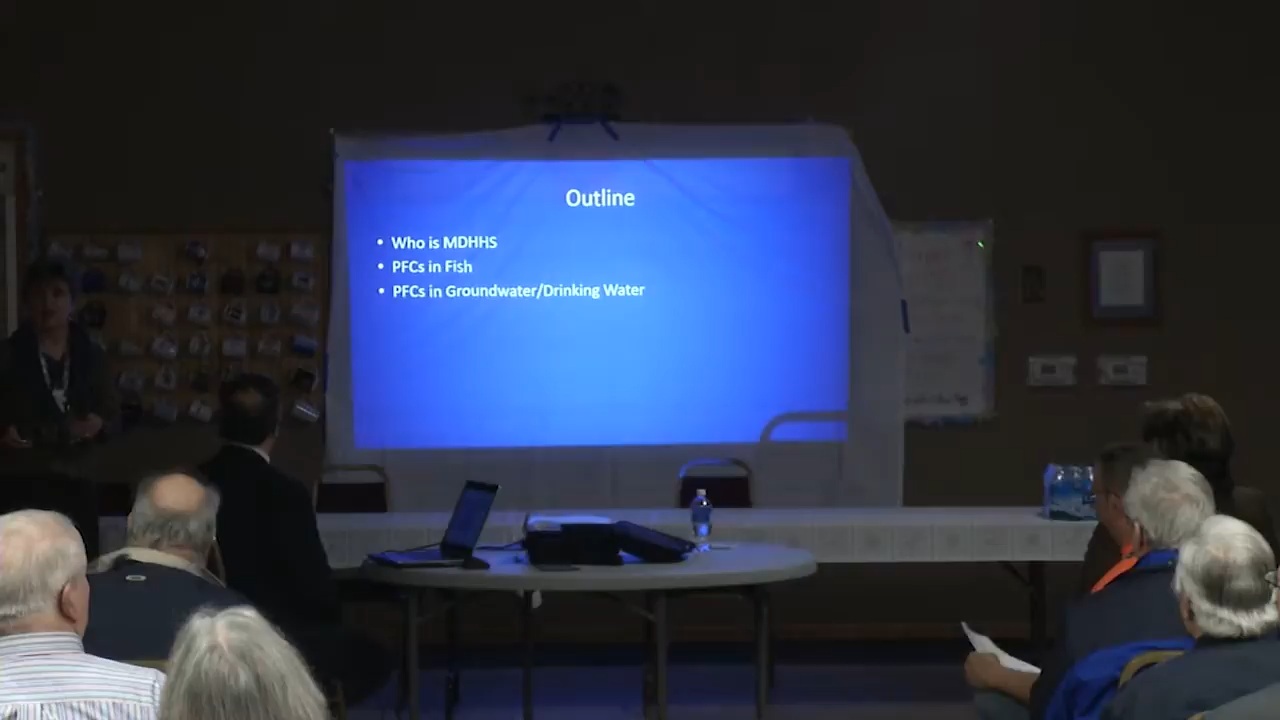 Outline
• Who is MDHHS
• PFCs in Fish
• PFCs in Groundwater/Drinking Water